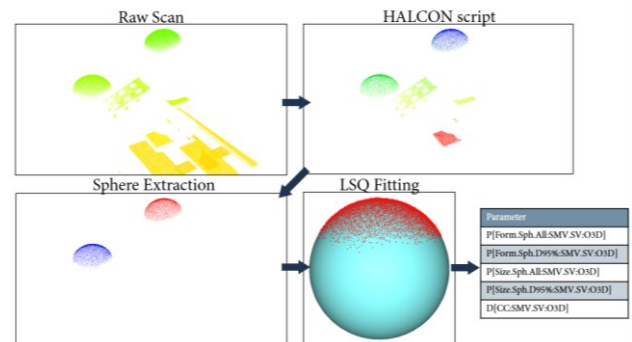 Raw Scan
HALCON script
Sphere Extraction
LSQ Fitting
Parameter
P[Form.Sph.All:SMV.SV:O3D]
P[Form.Sph.D95%:SMV.SV:O3D]
P[Size.Sph.All:SMV.SV:O3D]
P[Size.Sph.D95%:SMV.SV:O3D]
D[CC:SMV.SV:O3D]